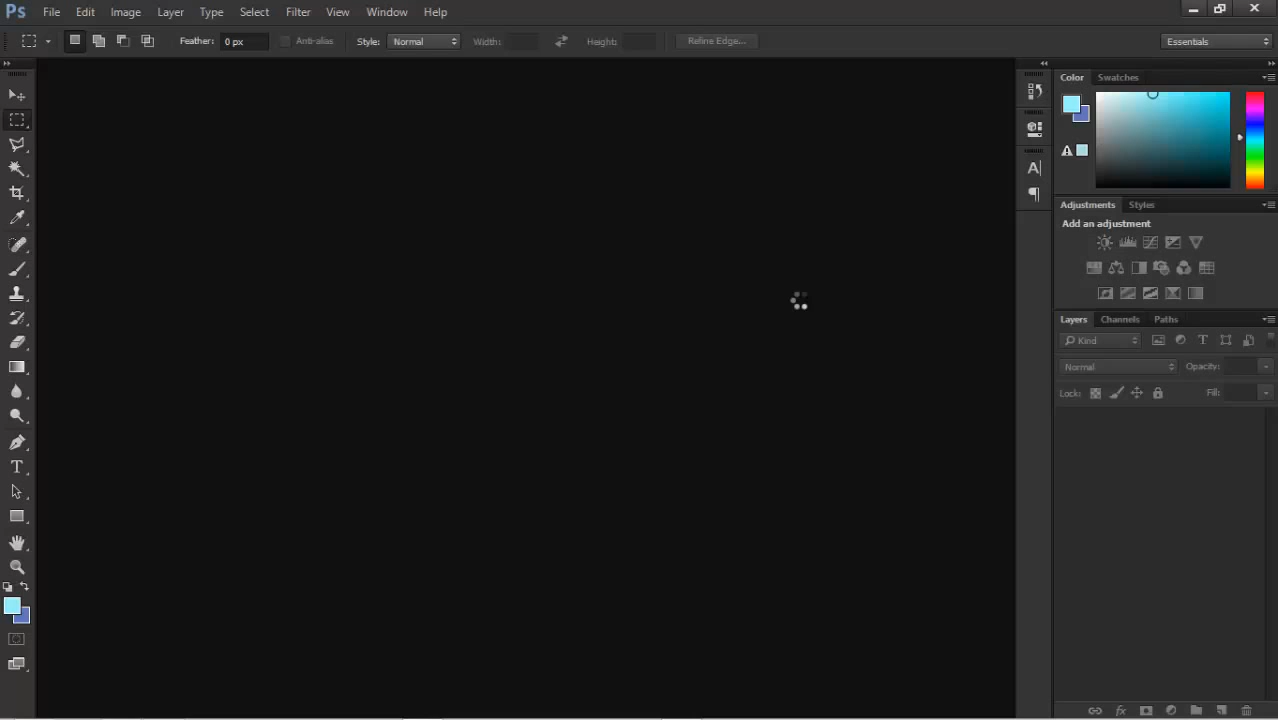 Ps File Edit Image Layer Type Select Filter View Window Help
Feather: 0 px Anti-alias Style: Normal Width: Height: Refine Edge... Essentials
Color Swatches
Adjustments Styles
Add an adjustment
Layers Channels Paths
Kind
Normal Opacity:
Lock: Fill: